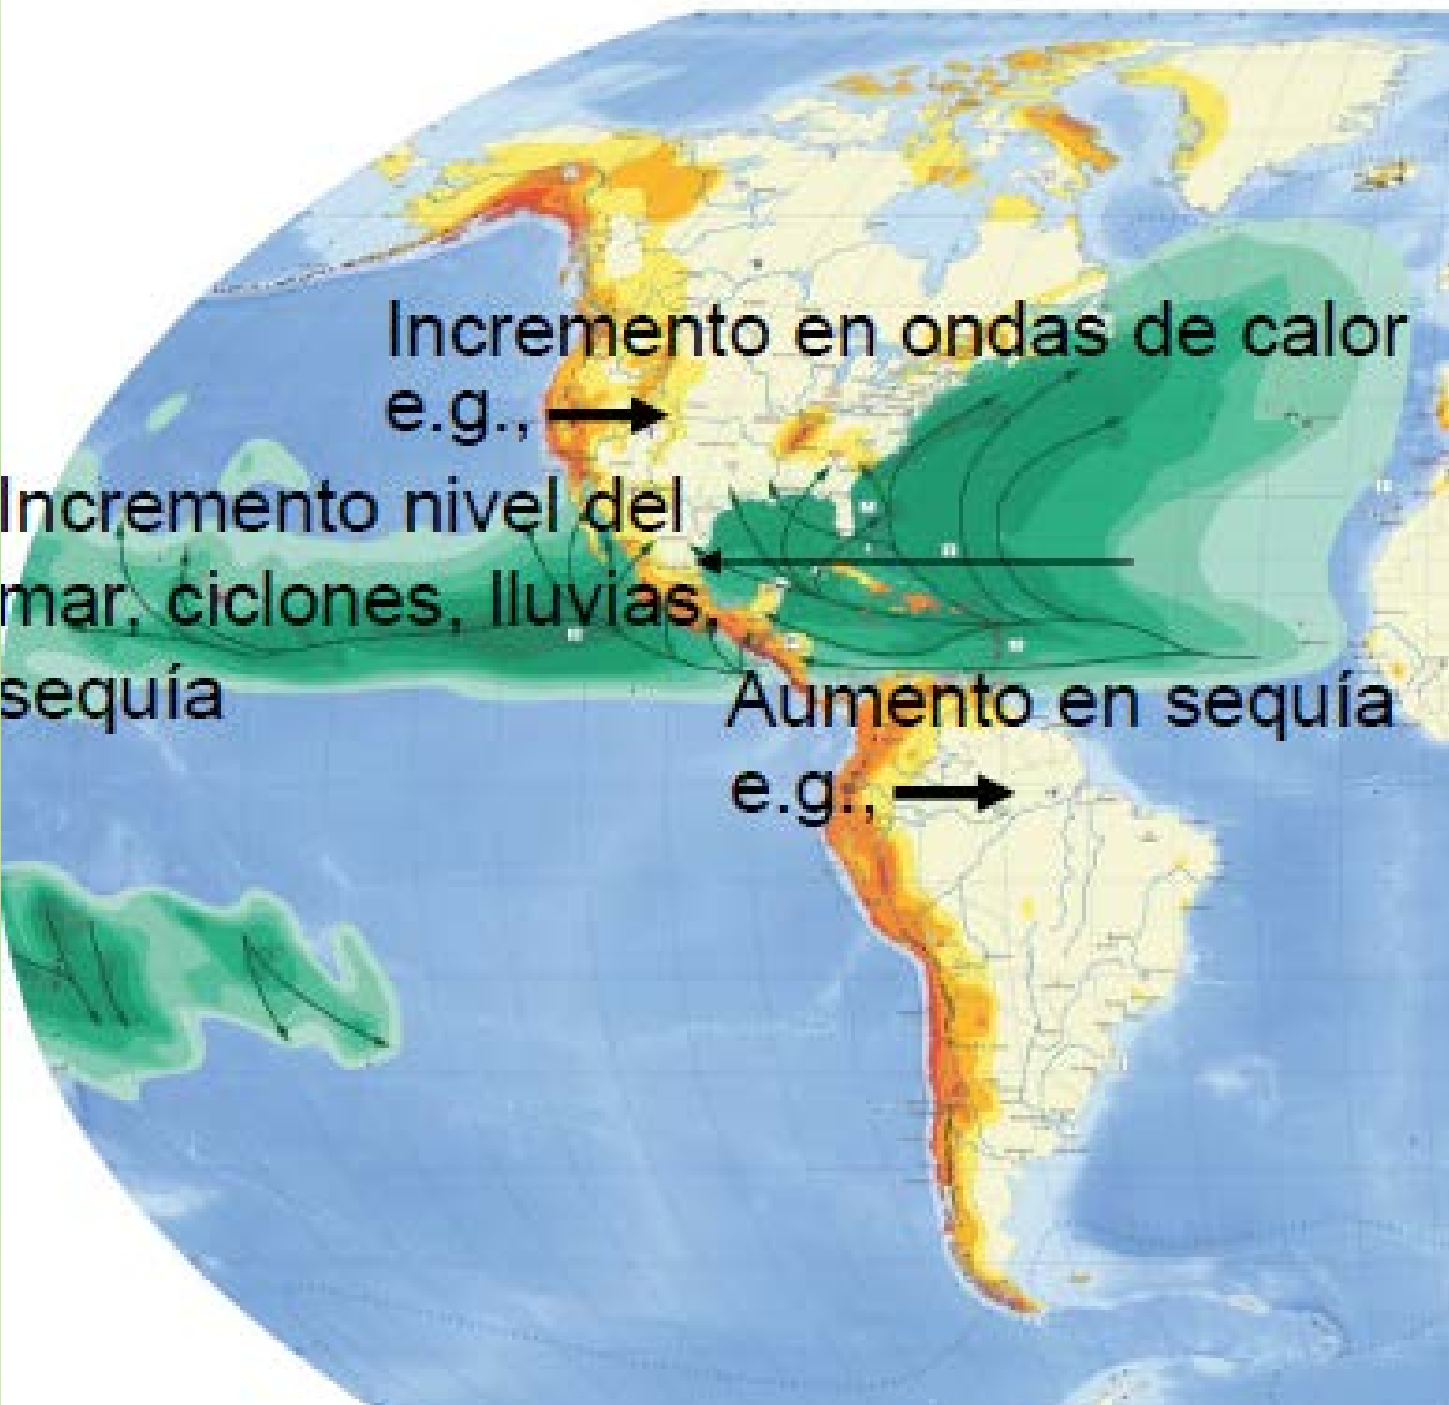 Incremento en ondas de calor
e.g.,
Incremento nivel del
mar, ciclones, lluvias,
sequía
Aumento en sequía
e.g.,